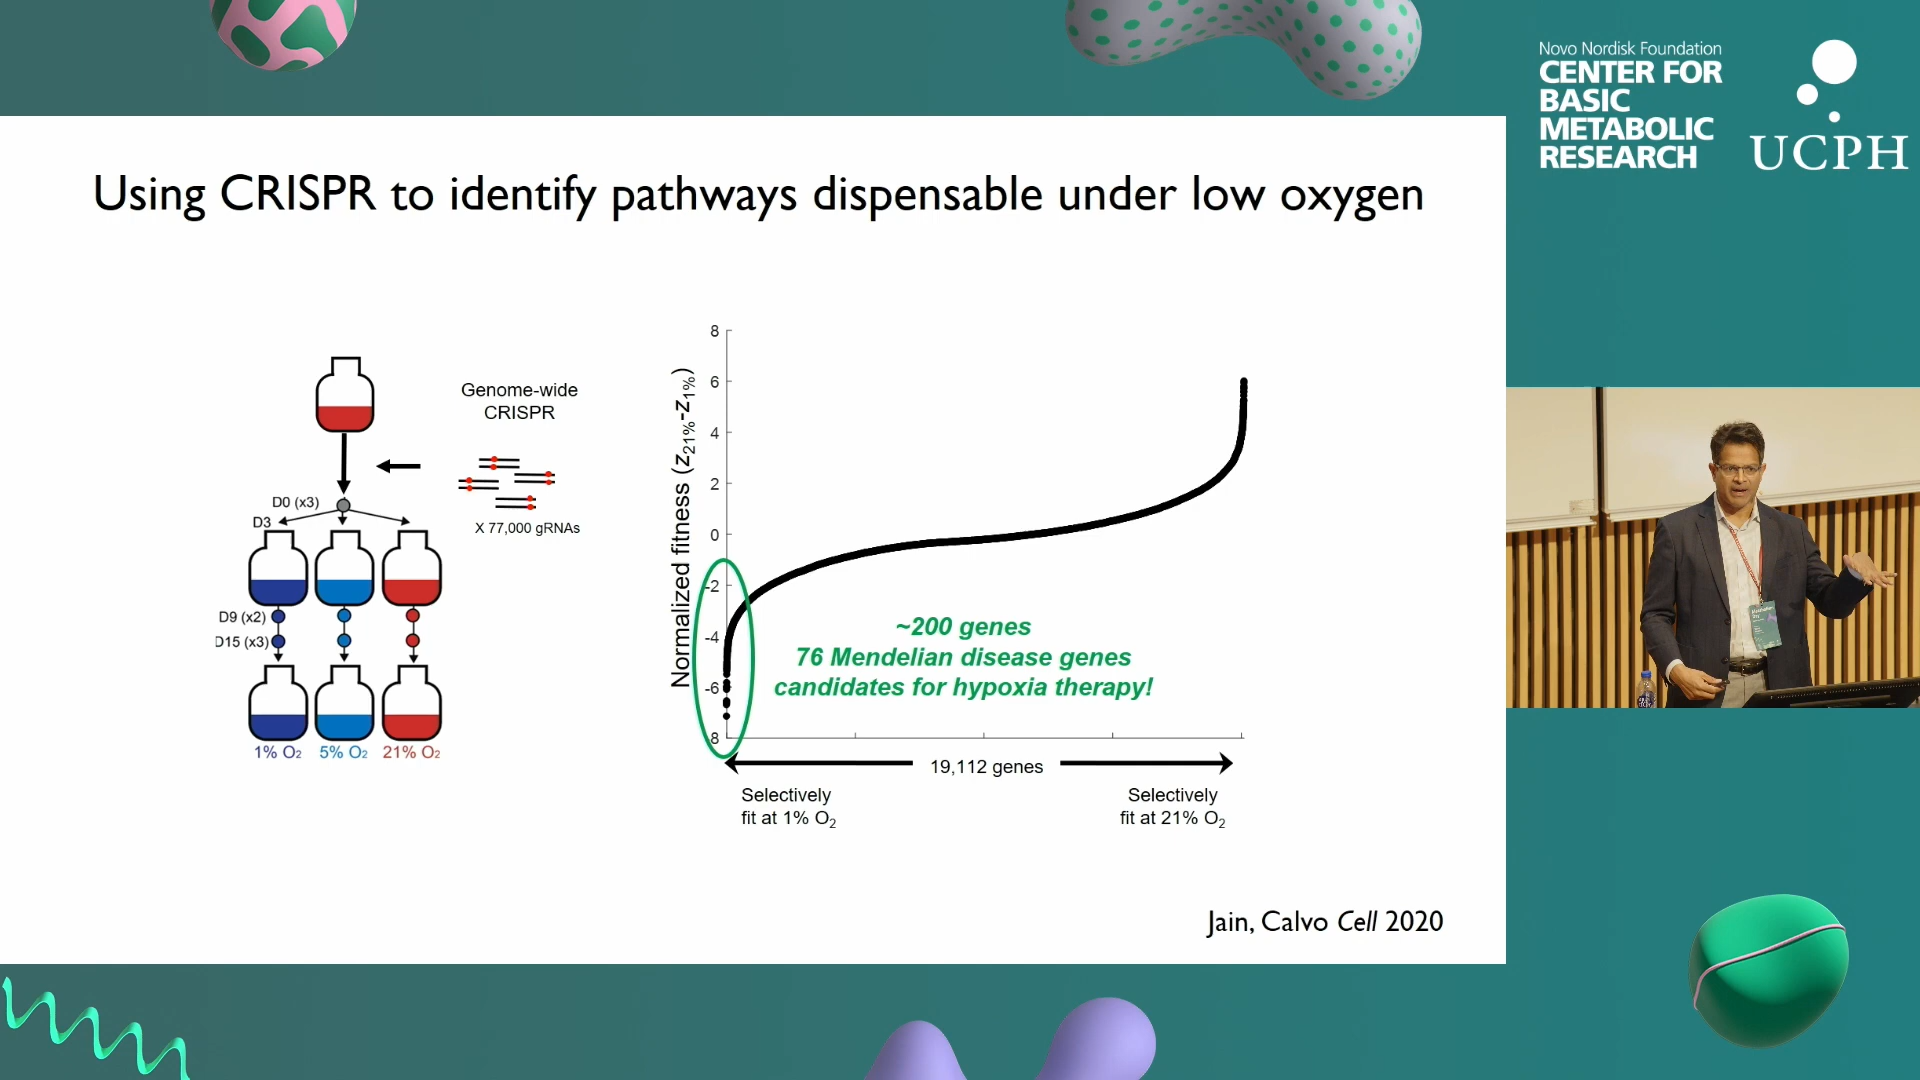 Novo Nordisk Foundation
CENTER FOR
BASIC
METABOLIC
RESEARCH
UCPH
Using CRISPR to identify pathways dispensable under low oxygen
Genome-wide
CRISPR
X 77,000 gRNAs
D0 (x3)
D3
D9 (x2)
D15 (x3)
1% O₂
5% O₂
21% O₂
Normalized fitness (z21%-z1%)
8
6
4
2
0
-2
-4
-6
8
~200 genes
76 Mendelian disease genes
candidates for hypoxia therapy!
19,112 genes
Selectively
fit at 1% O₂
Selectively
fit at 21% O₂
Jain, Calvo Cell 2020